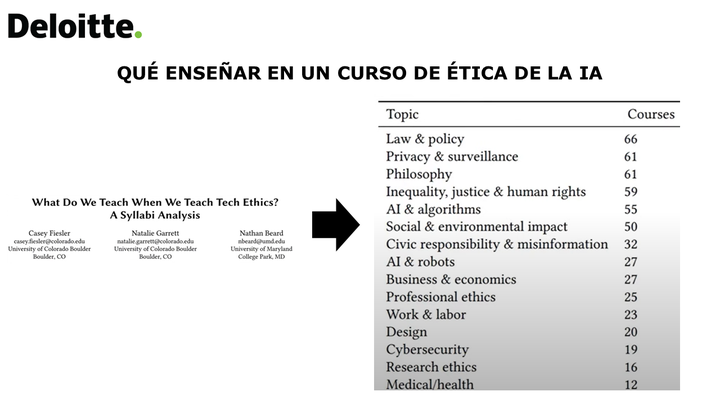 Deloitte.
QUÉ ENSEÑAR EN UN CURSO DE ÉTICA DE LA IA
What Do We Teach When We Teach Tech Ethics?
A Syllabi Analysis
Casey Fiesler
casey.fiesler@colorado.edu
University of Colorado Boulder
Boulder, CO
Natalie Garrett
natalie.garrett@colorado.edu
University of Colorado Boulder
Boulder, CO
Nathan Beard
nbeard@umd.edu
University of Maryland
College Park, MD
Topic Courses
Law & policy 66
Privacy & surveillance 61
Philosophy 61
Inequality, justice & human rights 59
AI & algorithms 55
Social & environmental impact 50
Civic responsibility & misinformation 32
AI & robots 27
Business & economics 27
Professional ethics 25
Work & labor 23
Design 20
Cybersecurity 19
Research ethics 16
Medical/health 12